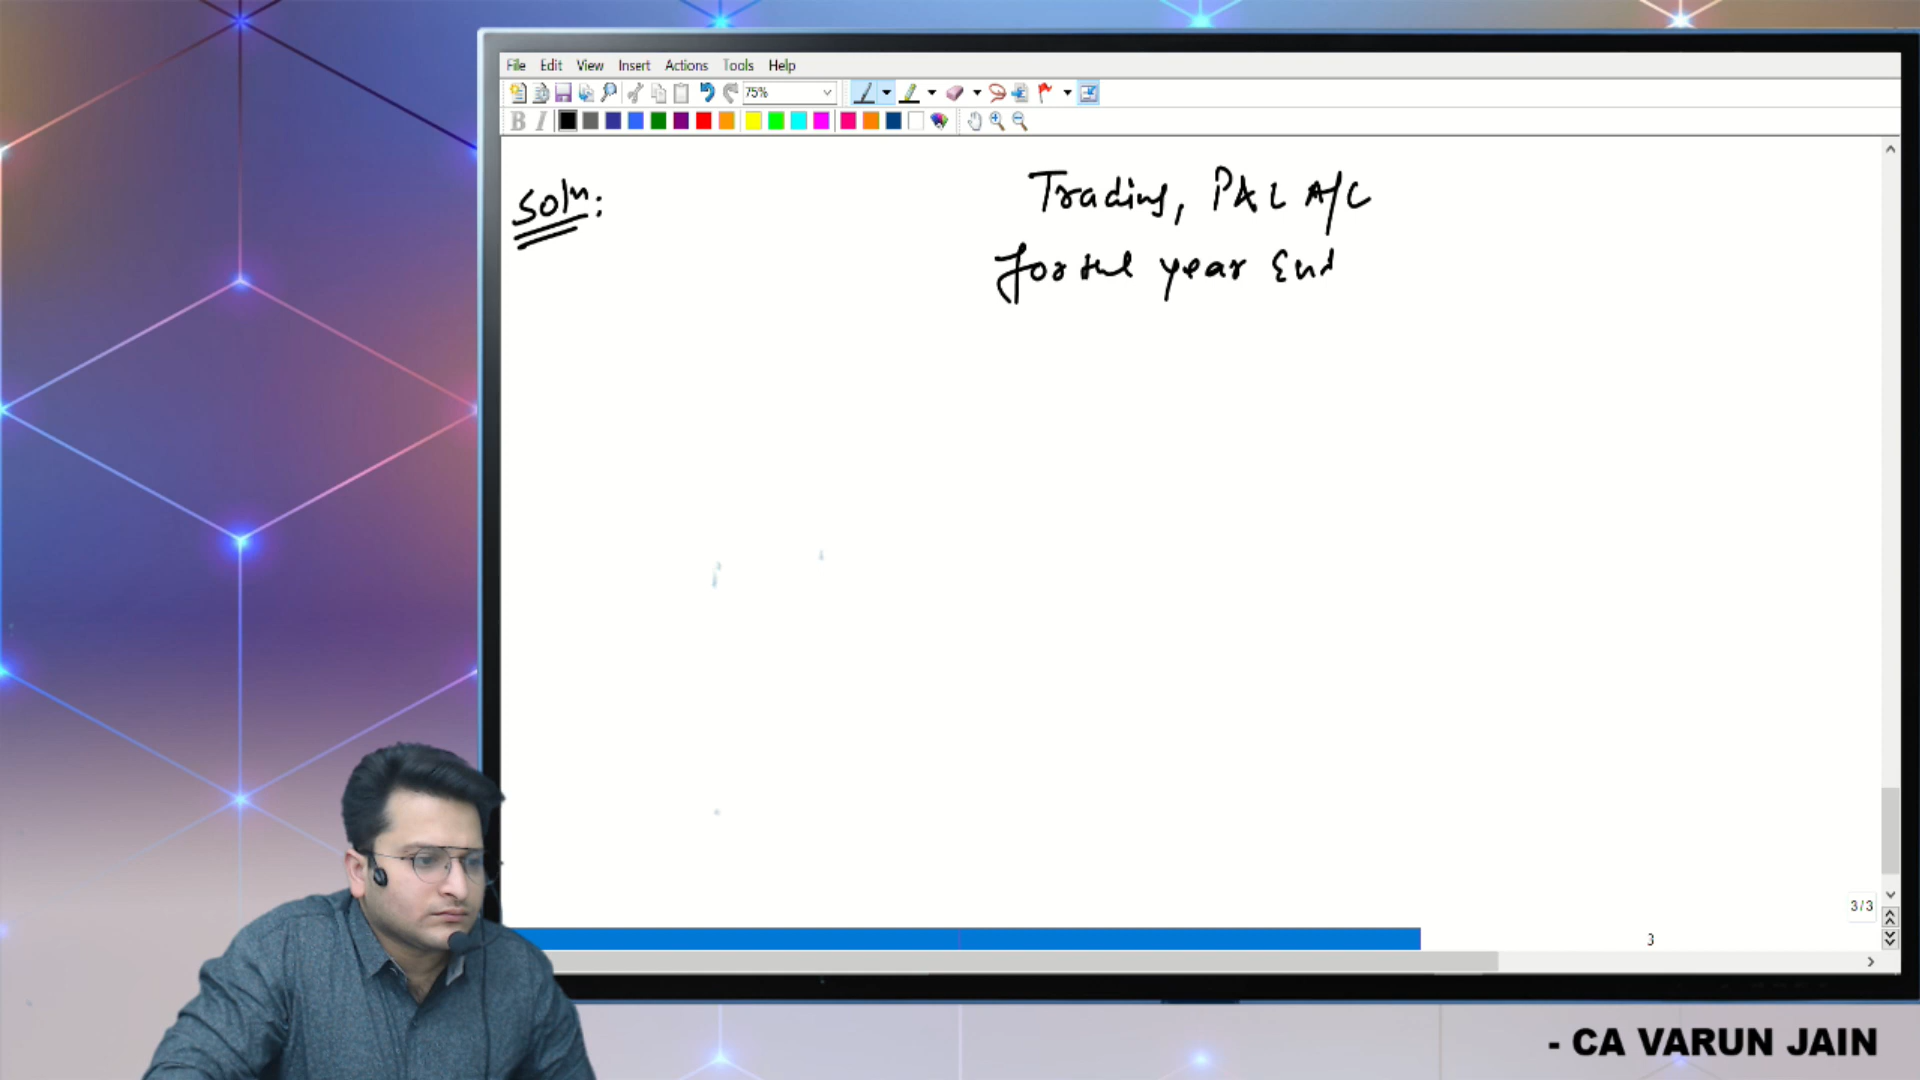 File Edit View Insert Actions Tools Help
75%
B I
Soln:
Trading, P&L A/C
for the year End
3/3
3
- CA VARUN JAIN